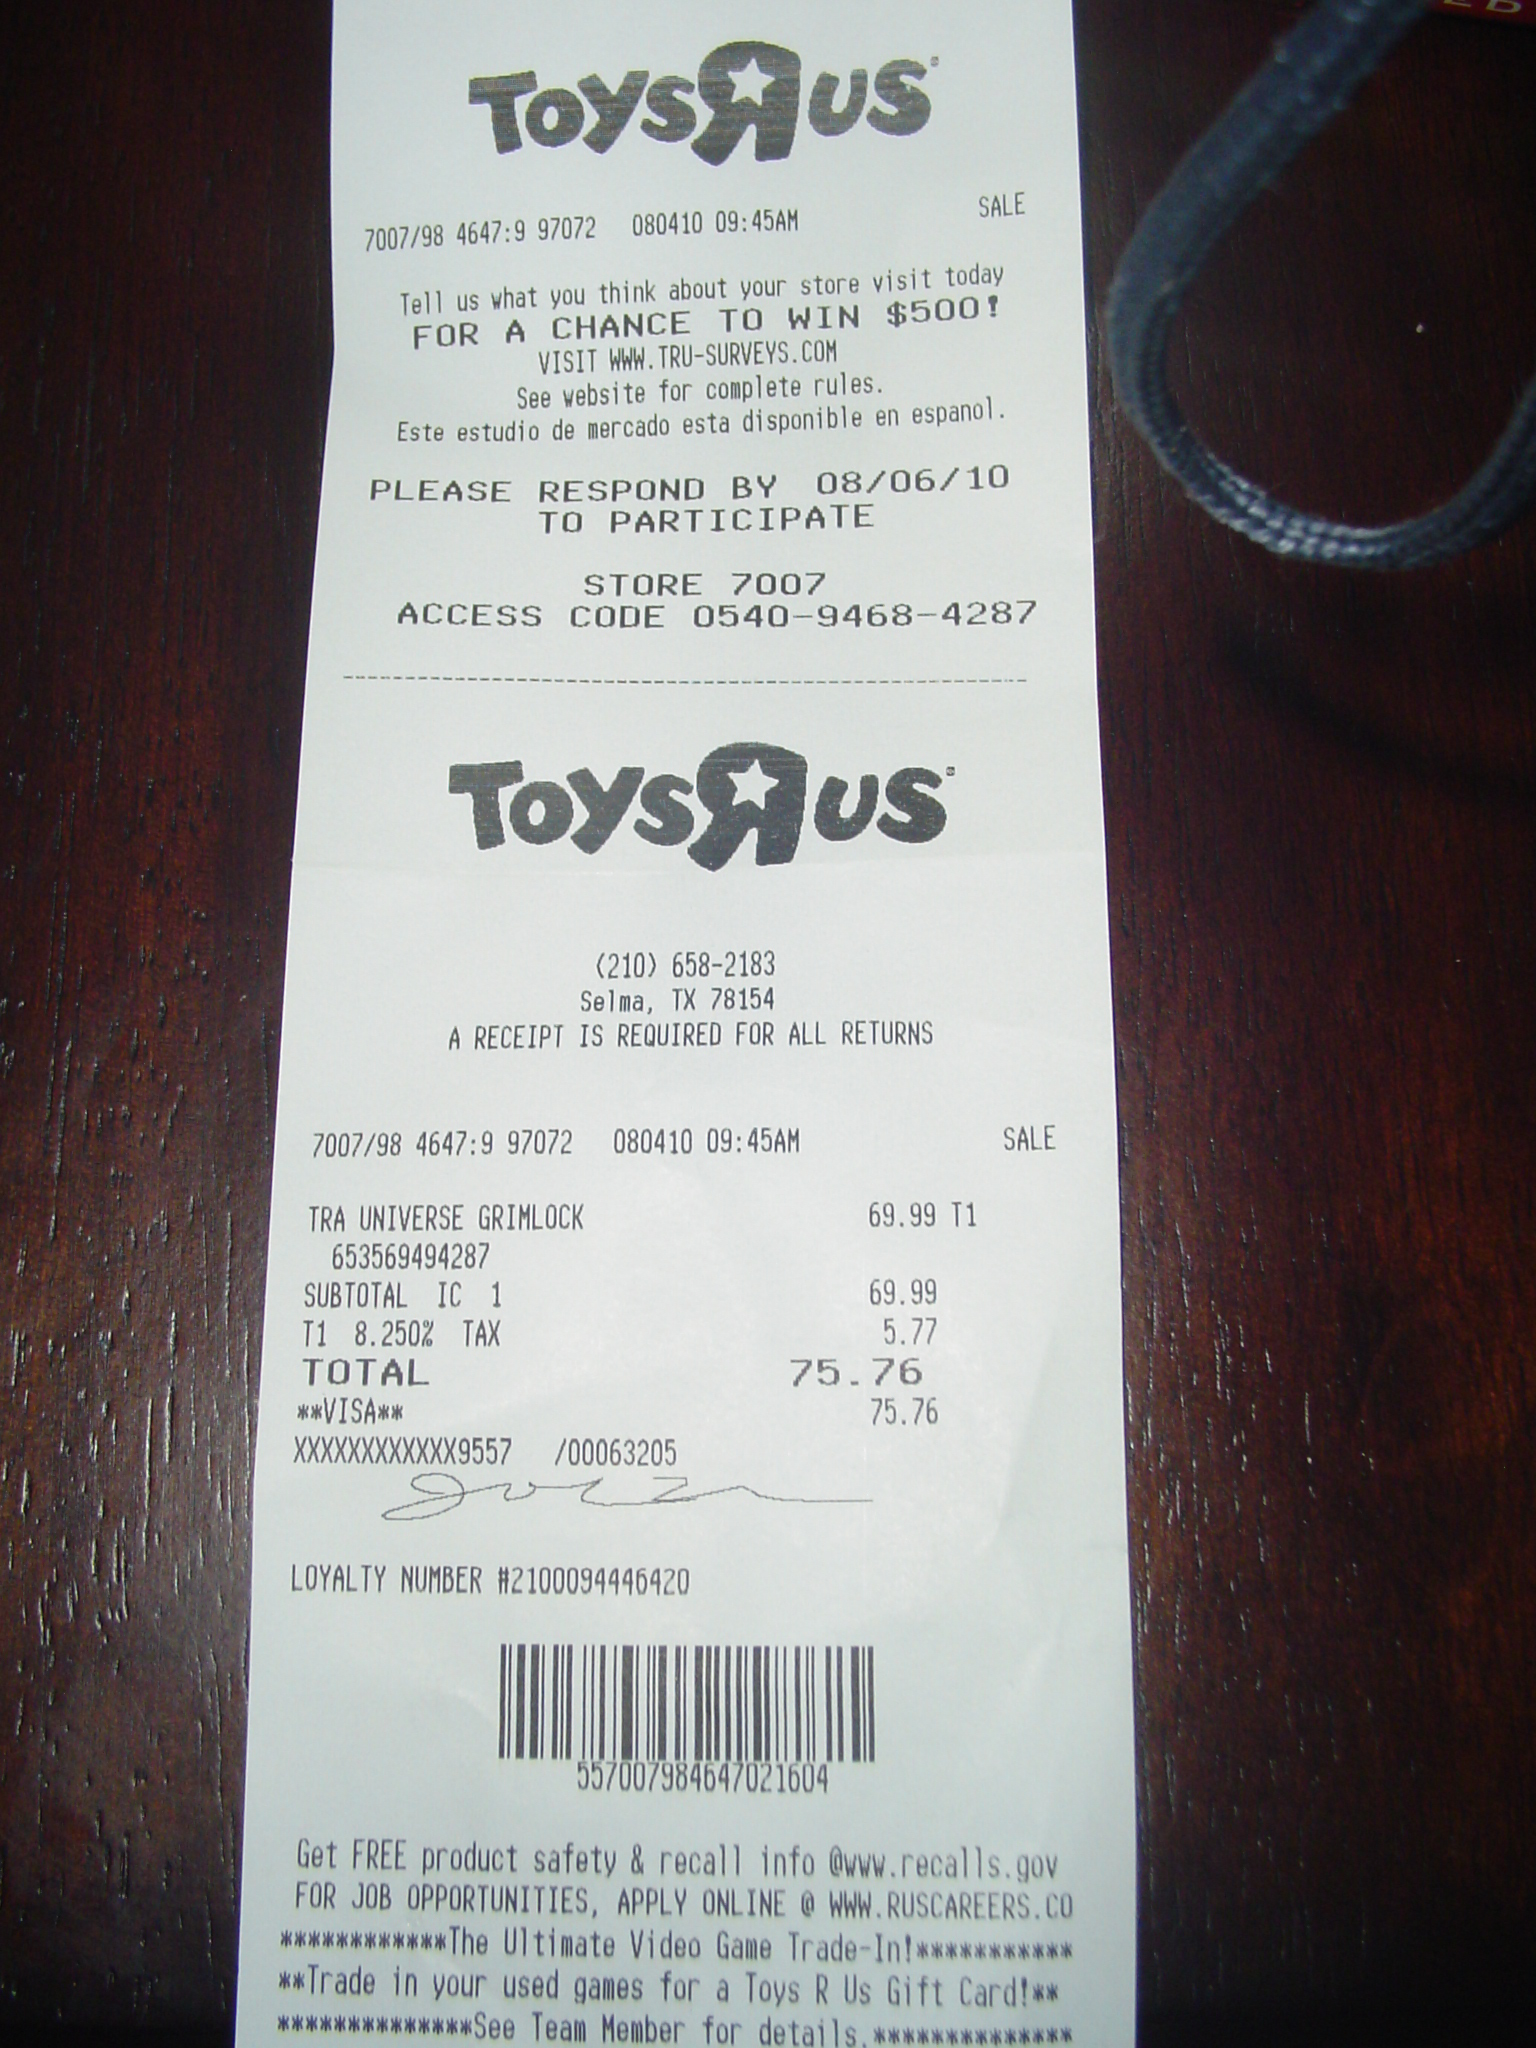 TOYS R US
7007/98 4647:9 97072 080410 09:45AM SALE
Tell us what you think about your store visit today
FOR A CHANCE TO WIN $500!
VISIT WWW.TRU-SURVEYS.COM
See website for complete rules.
Este estudio de mercado esta disponible en espanol.
PLEASE RESPOND BY 08/06/10
TO PARTICIPATE
STORE 7007
ACCESS CODE 0540-9468-4287
TOYS R US
(210) 658-2183
Selma, TX 78154
A RECEIPT IS REQUIRED FOR ALL RETURNS
7007/98 4647:9 97072 080410 09:45AM SALE
TRA UNIVERSE GRIMLOCK 69.99 T1
653569494287
SUBTOTAL IC 1 69.99
T1 8.250% TAX 5.77
TOTAL 75.76
**VISA** 75.76
XXXXXXXXXXXX9557 /00063205
LOYALTY NUMBER #2100094446420
557007984647021604
Get FREE product safety & recall info @www.recalls.gov
FOR JOB OPPORTUNITIES, APPLY ONLINE @ WWW.RUSCAREERS.CO
************The Ultimate Video Game Trade-In!***********
**Trade in your used games for a Toys R Us Gift Card!**
**************See Team Member for details.**************